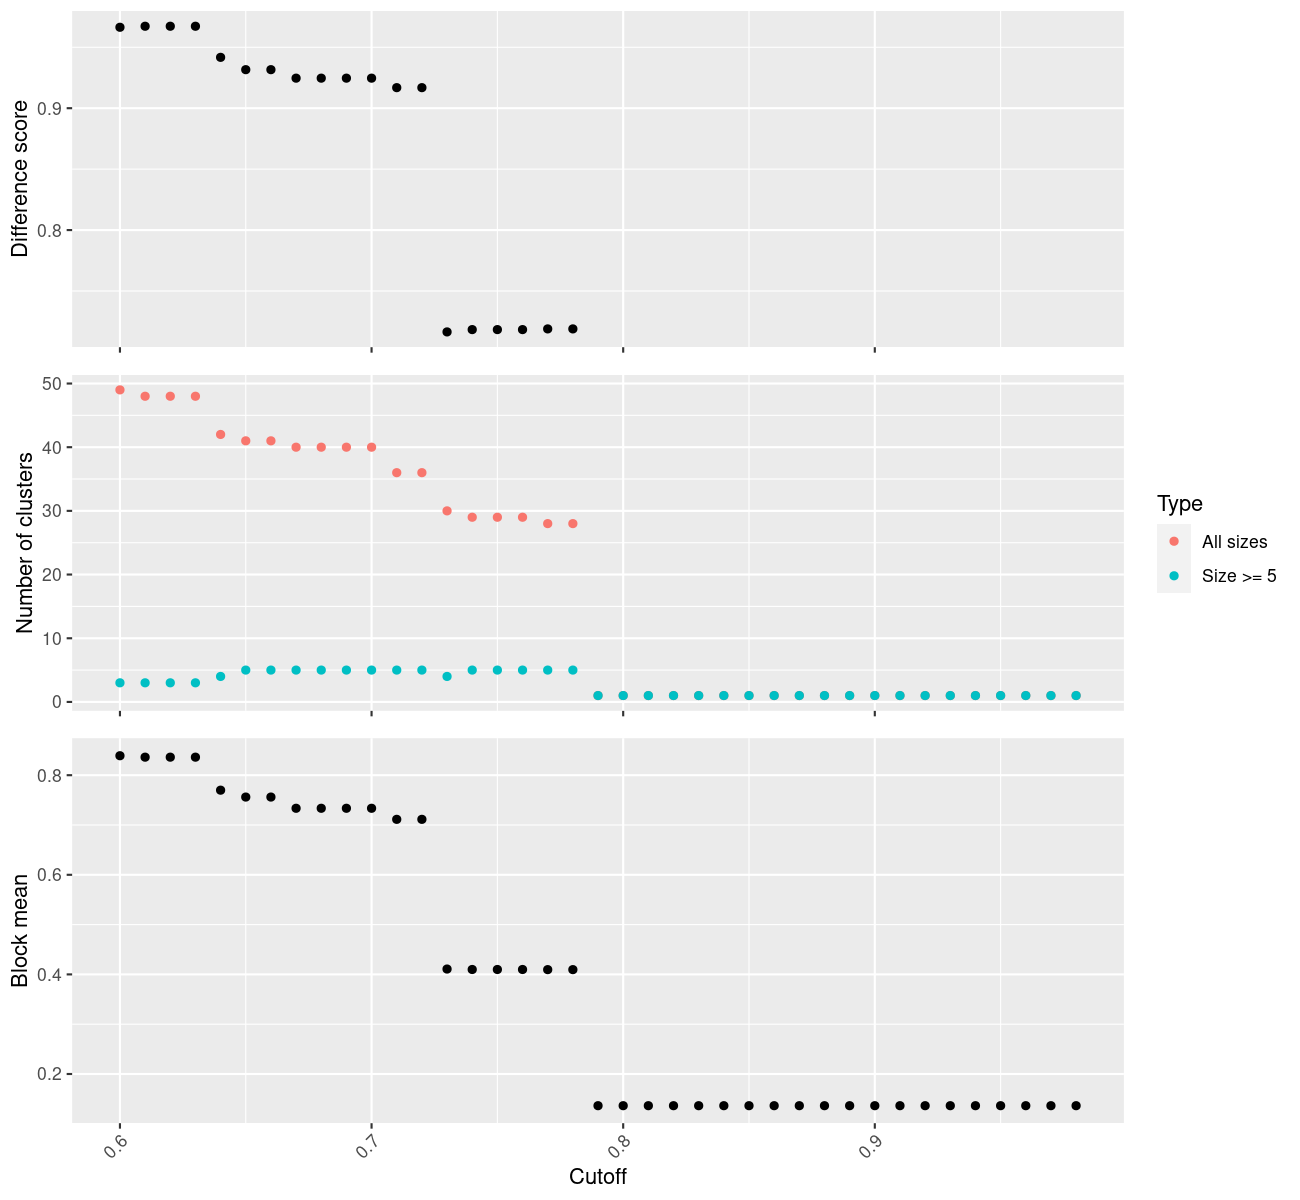 Difference score
0.9
0.8
Number of clusters
50
40
30
20
10
0
Type
All sizes
Size >= 5
Block mean
0.8
0.6
0.4
0.2
0.6
0.7
0.8
0.9
Cutoff